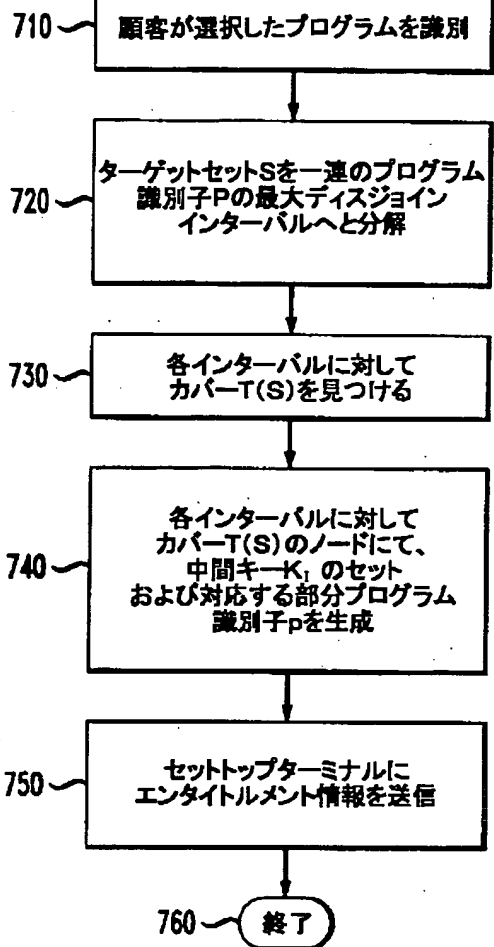 710
顧客が選択したプログラムを識別
720
ターゲットセットSを一連のプログラム
識別子Pの最大ディスジョイン
インターバルへと分解
730
各インターバルに対して
カバーT(S)を見つける
740
各インターバルに対して
カバーT(S)のノードにて、
中間キーK_I のセット
および対応する部分プログラム
識別子pを生成
750
セットトップターミナルに
エンタイトルメント情報を送信
760
終了